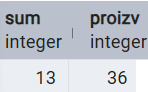 sum proizv
integer integer
13 36